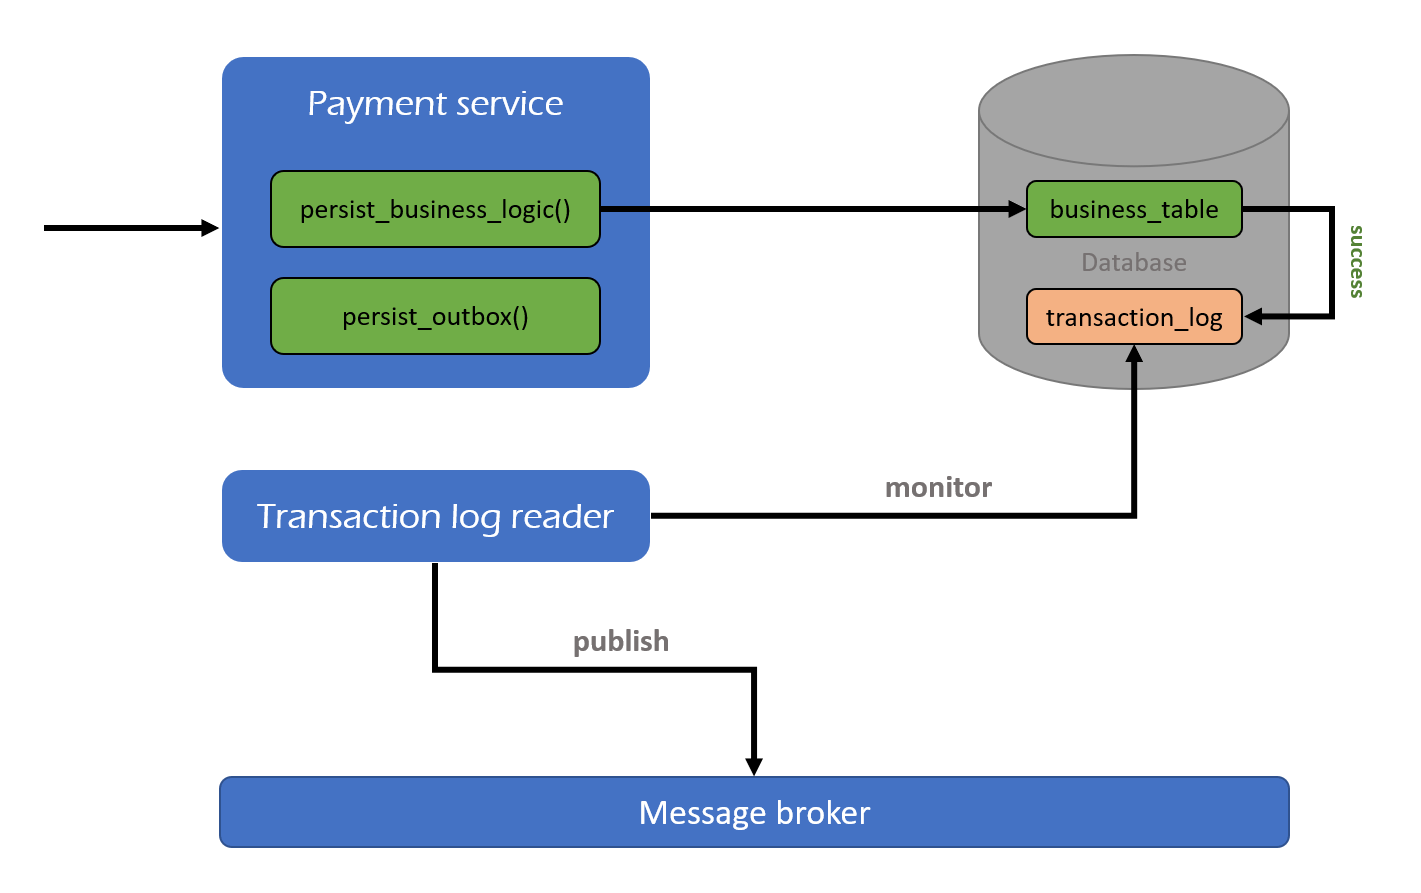 Payment service
persist_business_logic()
persist_outbox()
business_table
Database
transaction_log
success
Transaction log reader
monitor
publish
Message broker